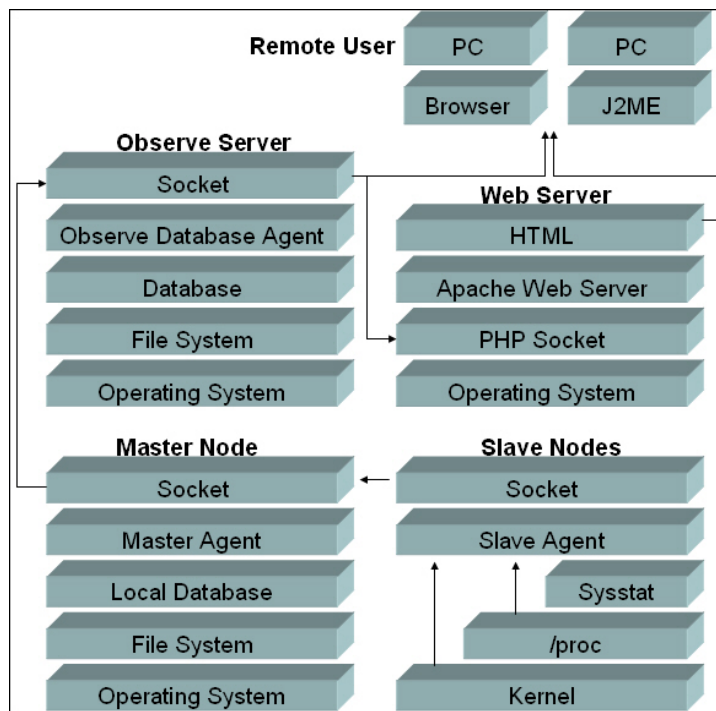 Remote User
PC
PC
Browser
J2ME
Observe Server
Socket
Observe Database Agent
Database
File System
Operating System
Web Server
HTML
Apache Web Server
PHP Socket
Operating System
Master Node
Socket
Master Agent
Local Database
File System
Operating System
Slave Nodes
Socket
Slave Agent
Sysstat
/proc
Kernel